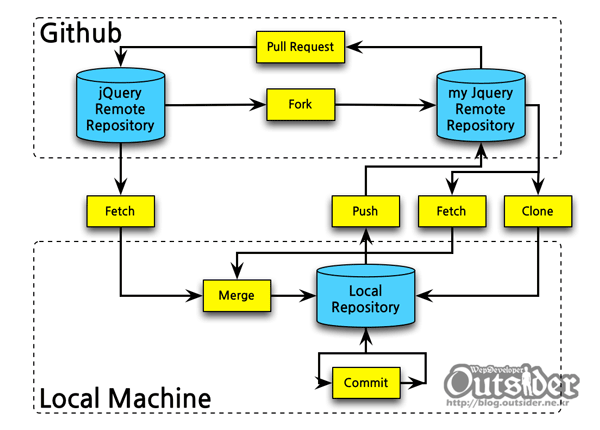 Github
Pull Request
jQuery
Remote
Repository
Fork
my Jquery
Remote
Repository
Fetch
Push
Fetch
Clone
Merge
Local
Repository
Commit
Local Machine
WebDeveloper
Outsider
http://blog.outsider.ne.kr